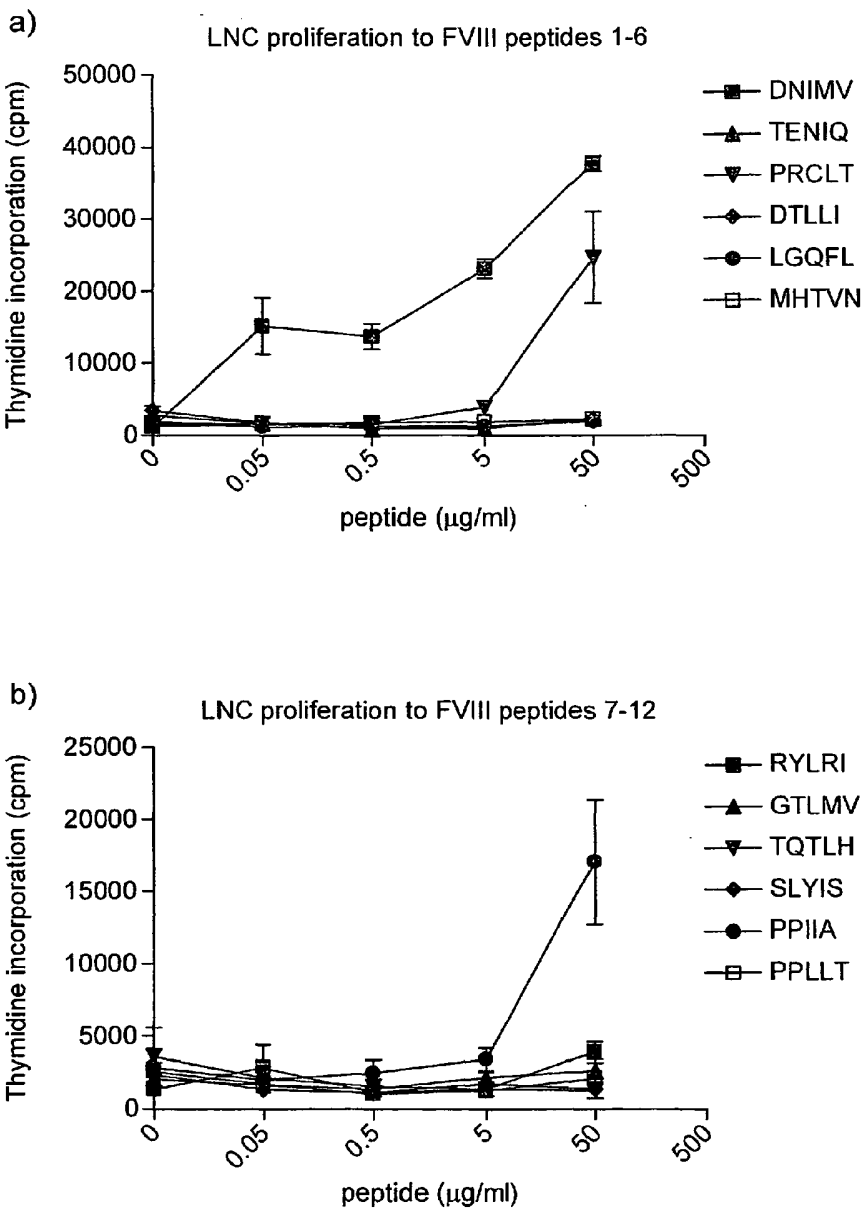 a)
LNC proliferation to FVIII peptides 1-6
Thymidine incorporation (cpm)
50000
40000
30000
20000
10000
0
0
0.05
0.5
5
50
500
peptide (μg/ml)
DNIMV
TENIQ
PRCLT
DTLLI
LGQFL
MHTVN
b)
LNC proliferation to FVIII peptides 7-12
Thymidine incorporation (cpm)
25000
20000
15000
10000
5000
0
0
0.05
0.5
5
50
500
peptide (μg/ml)
RYLRI
GTLMV
TQTLH
SLYIS
PPIIA
PPLLT